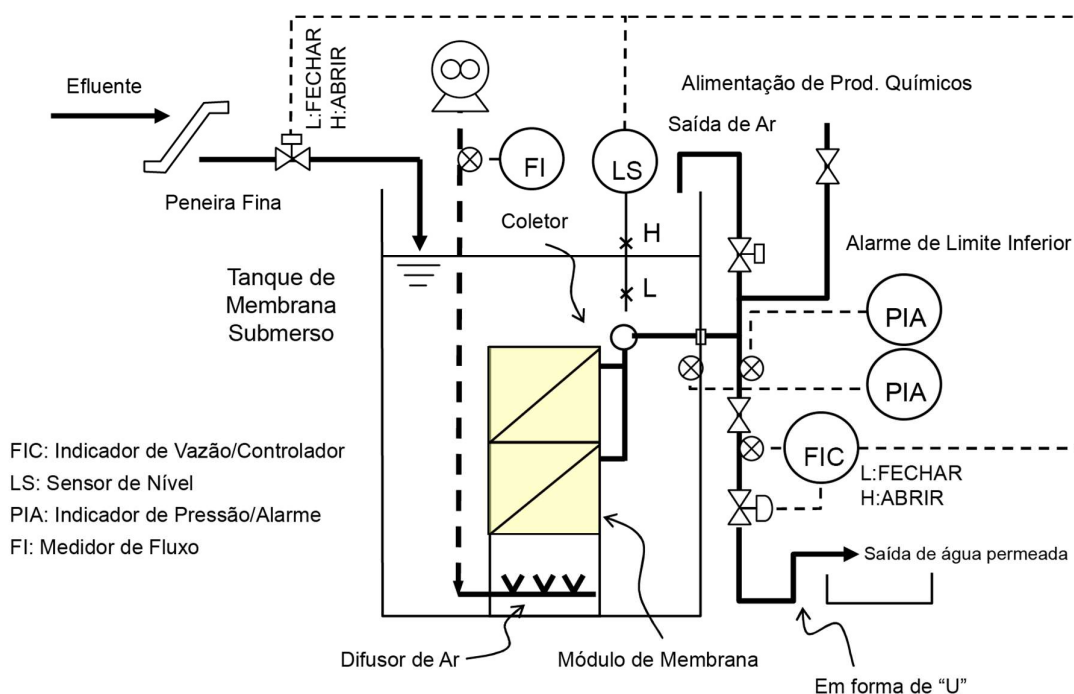 Efluente
L:FECHAR
H:ABRIR
Peneira Fina
FI
LS
Alimentação de Prod. Químicos
Saída de Ar
Coletor
H
L
Alarme de Limite Inferior
PIA
PIA
Tanque de
Membrana
Submerso
FIC
L:FECHAR
H:ABRIR
FIC: Indicador de Vazão/Controlador
LS: Sensor de Nível
PIA: Indicador de Pressão/Alarme
FI: Medidor de Fluxo
Saída de água permeada
Difusor de Ar
Módulo de Membrana
Em forma de “U”